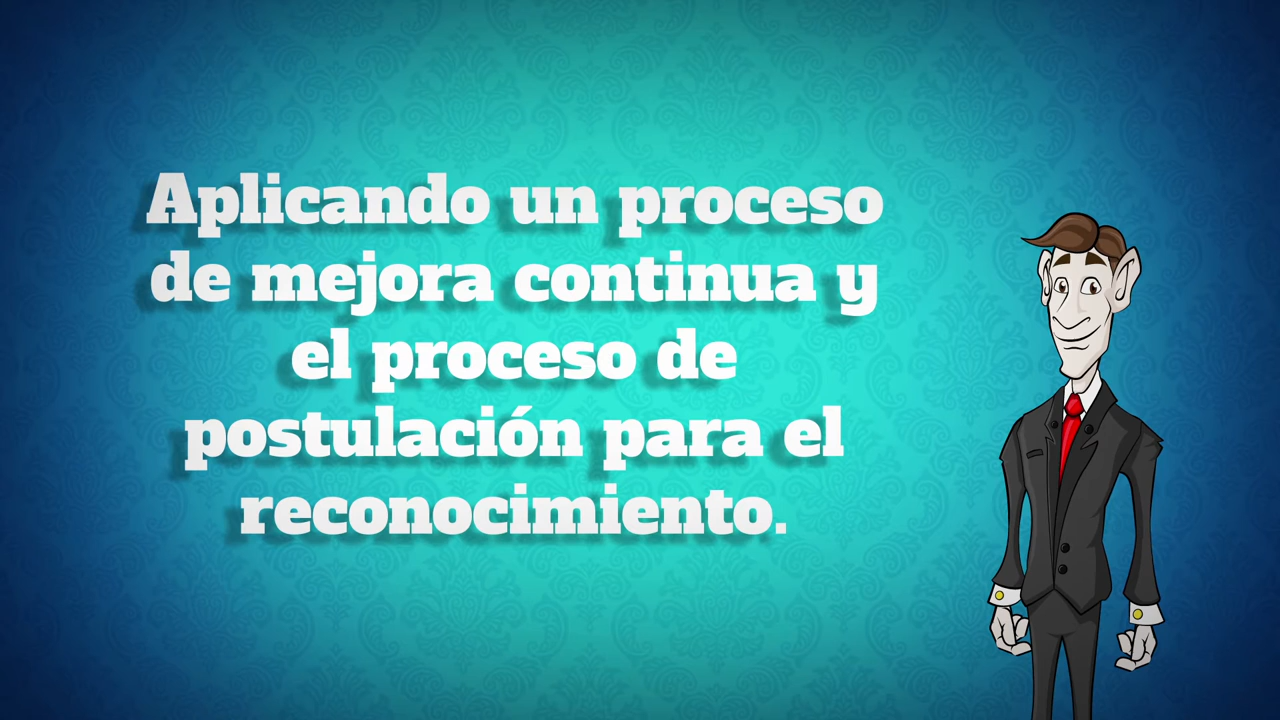 Aplicando un proceso
de mejora continua y
el proceso de
postulación para el
reconocimiento.